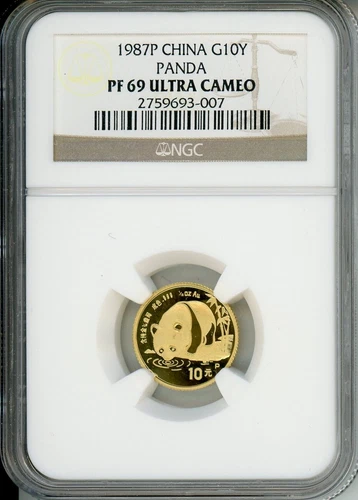 1987P CHINA G10Y
PANDA
PF 69 ULTRA CAMEO
2759693-007
NGC
P
10元